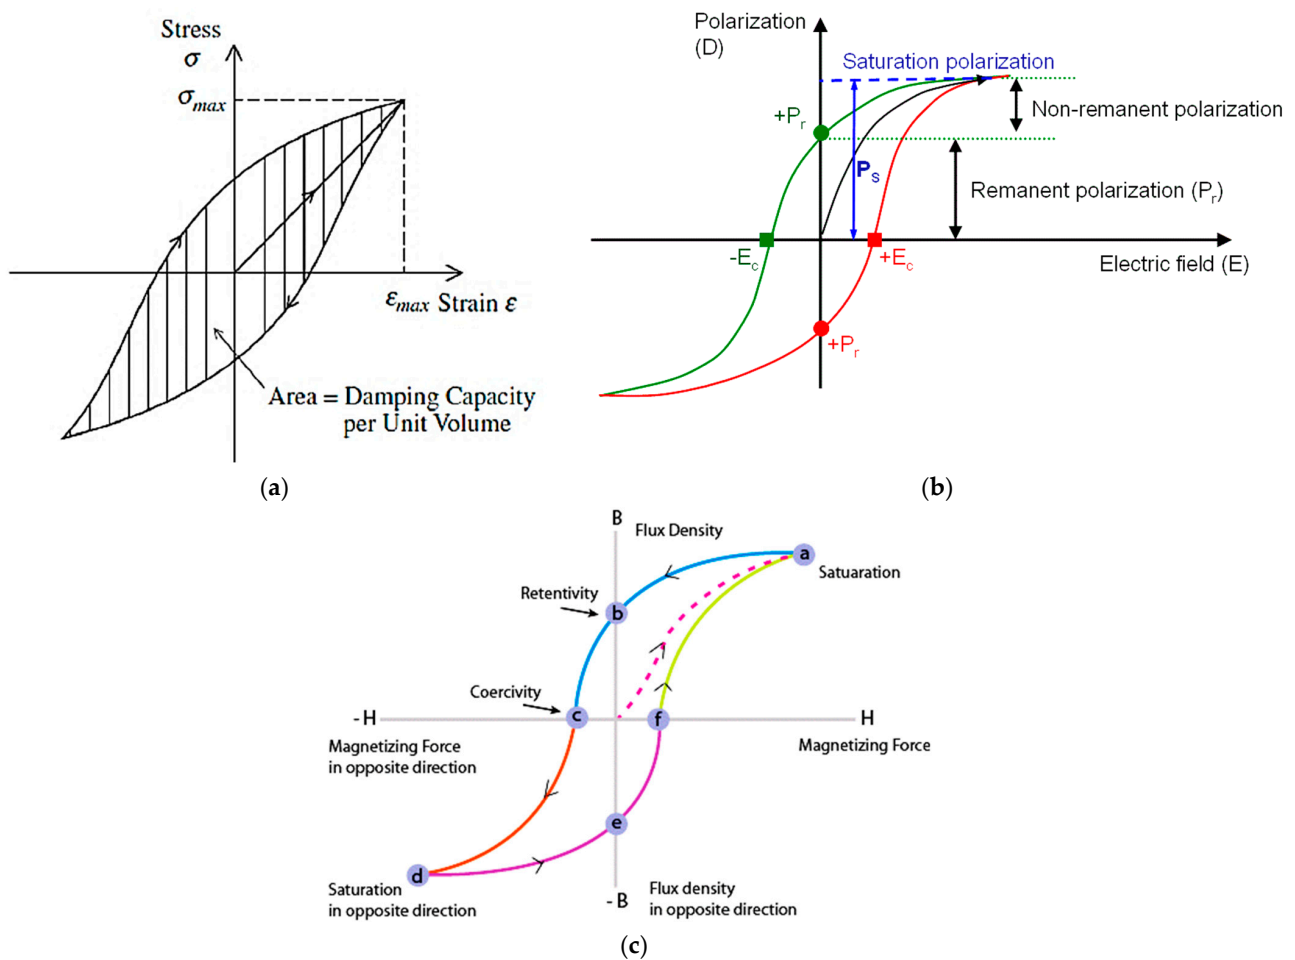 Stress
σ
σmax
εmax Strain ε
Area = Damping Capacity
per Unit Volume
(a)
Polarization
(D)
Saturation polarization
+Pr
Non-remanent polarization
PS
Remanent polarization (Pr)
-Ec
+Ec
Electric field (E)
+Pr
(b)
B
Flux Density
a
Satuaration
Retentivity
b
Coercivity
c
f
-H
H
Magnetizing Force
in opposite direction
Magnetizing Force
e
d
Saturation
in opposite direction
-B
Flux density
in opposite direction
(c)